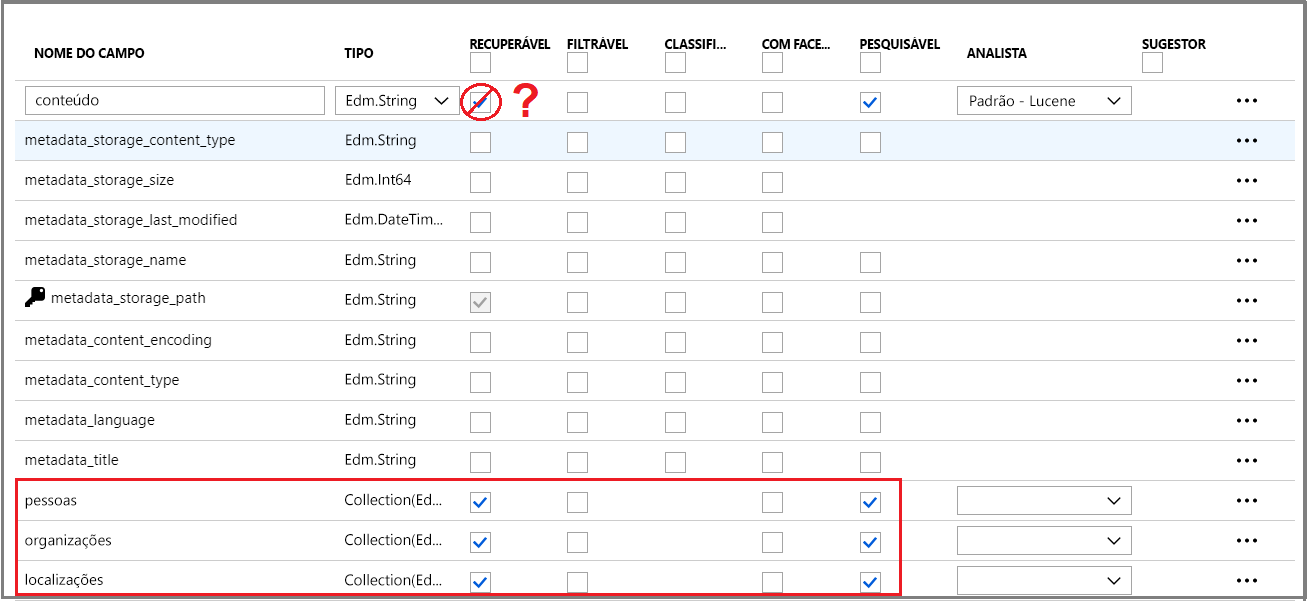 NOME DO CAMPO TIPO RECUPERÁVEL FILTRÁVEL CLASSIFI... COM FACE... PESQUISÁVEL ANALISTA SUGESTOR
conteúdo Edm.String ? Padrão - Lucene
metadata_storage_content_type Edm.String
metadata_storage_size Edm.Int64
metadata_storage_last_modified Edm.DateTim...
metadata_storage_name Edm.String
metadata_storage_path Edm.String
metadata_content_encoding Edm.String
metadata_content_type Edm.String
metadata_language Edm.String
metadata_title Edm.String
pessoas Collection(Ed...
organizações Collection(Ed...
localizações Collection(Ed...